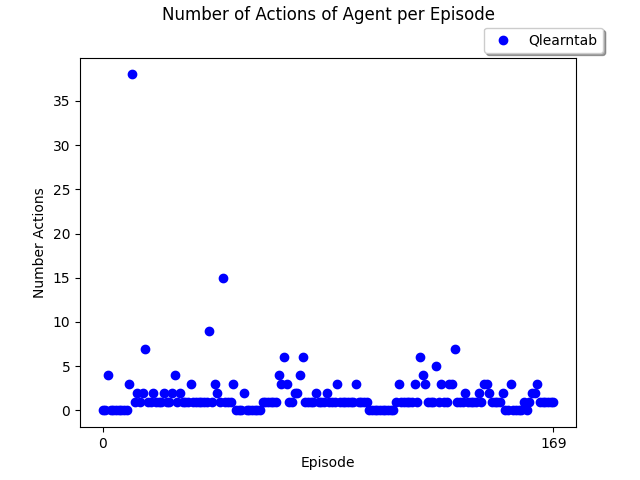 Number of Actions of Agent per Episode
Qlearntab
Number Actions
35
30
25
20
15
10
5
0
0
169
Episode